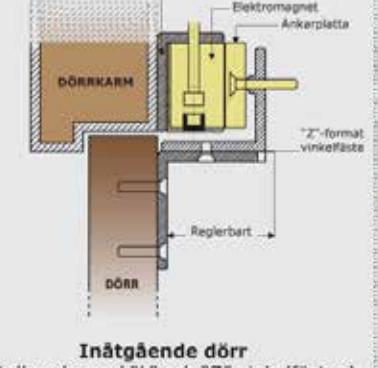 Elektromagnet
Ankarplatta
DÖRRKARM
"Z"-format
vinkelfäste
Reglerbart
DÖRR
Inåtgående dörr